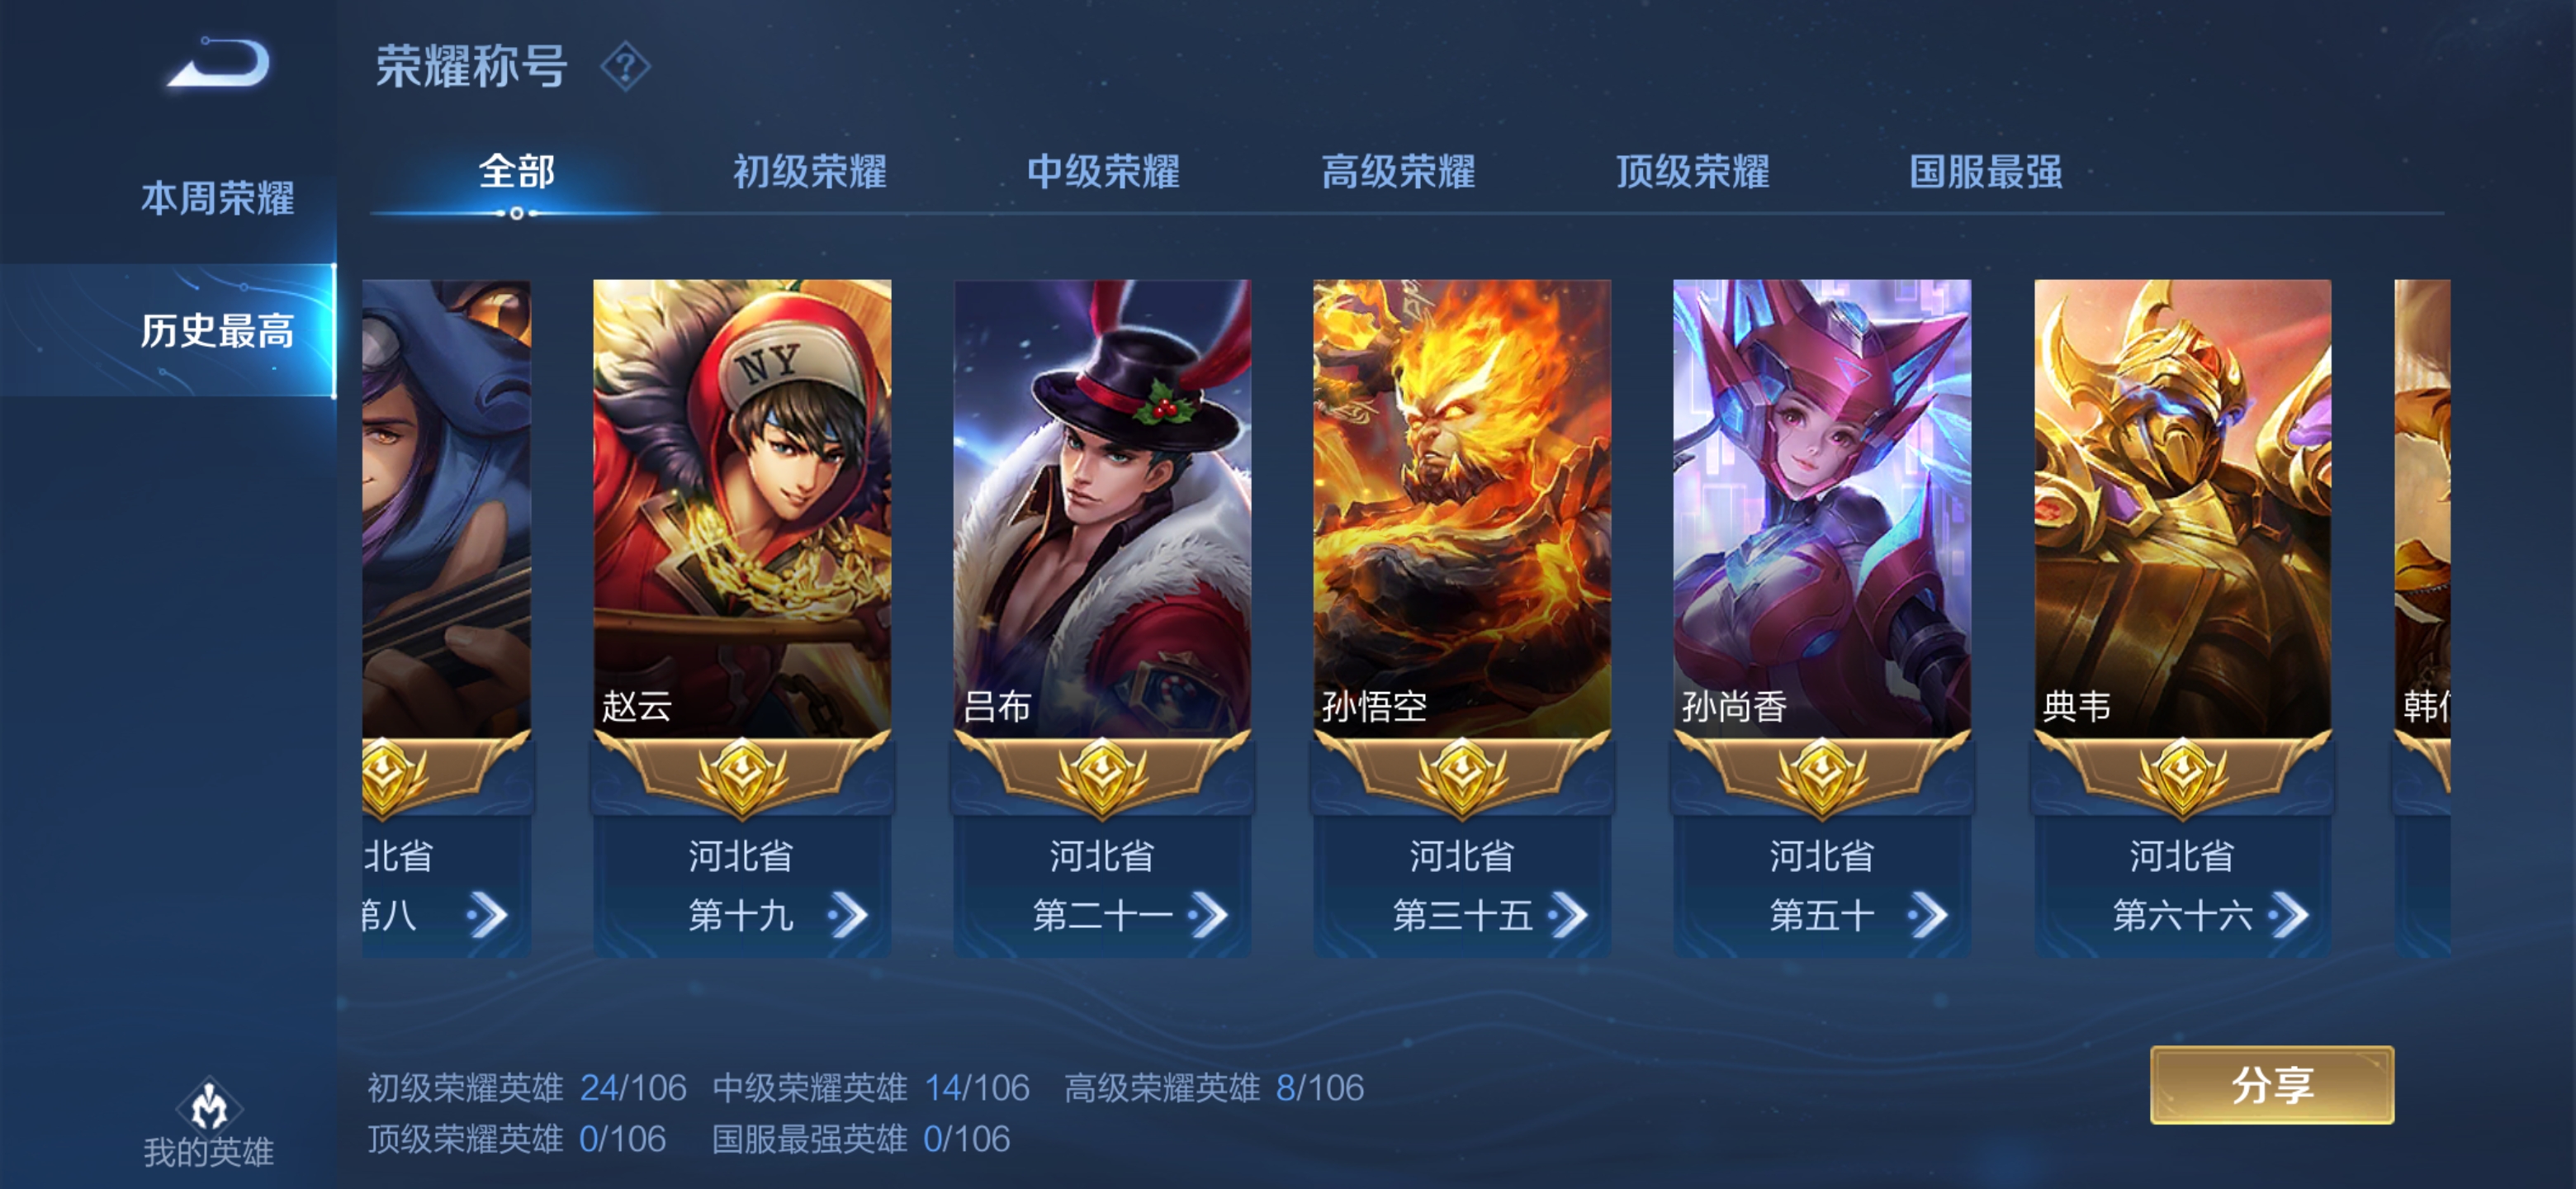 荣耀称号
本周荣耀
历史最高
全部 初级荣耀 中级荣耀 高级荣耀 顶级荣耀 国服最强
NY
赵云 吕布 孙悟空 孙尚香 典韦 韩
北省 河北省 河北省 河北省 河北省 河北省
第八 第十九 第二十一 第三十五 第五十 第六十六
初级荣耀英雄 24/106 中级荣耀英雄 14/106 高级荣耀英雄 8/106
顶级荣耀英雄 0/106 国服最强英雄 0/106
分享
我的英雄